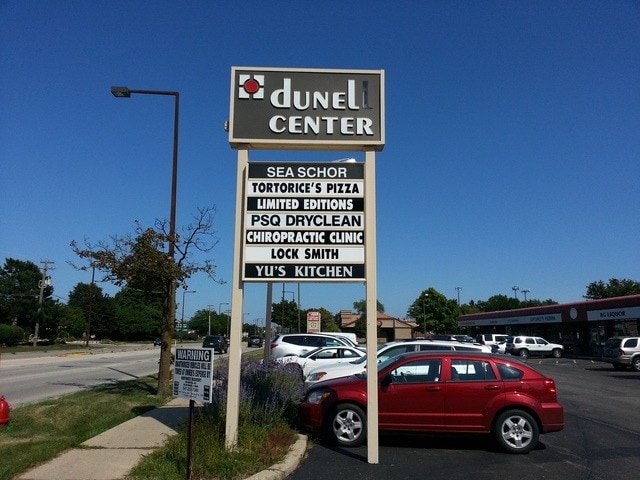 dunell
CENTER
SEA SCHOR
TORTORICE'S PIZZA
LIMITED EDITIONS
PSQ DRYCLEAN
CHIROPRACTIC CLINIC
LOCK SMITH
YU'S KITCHEN
WARNING